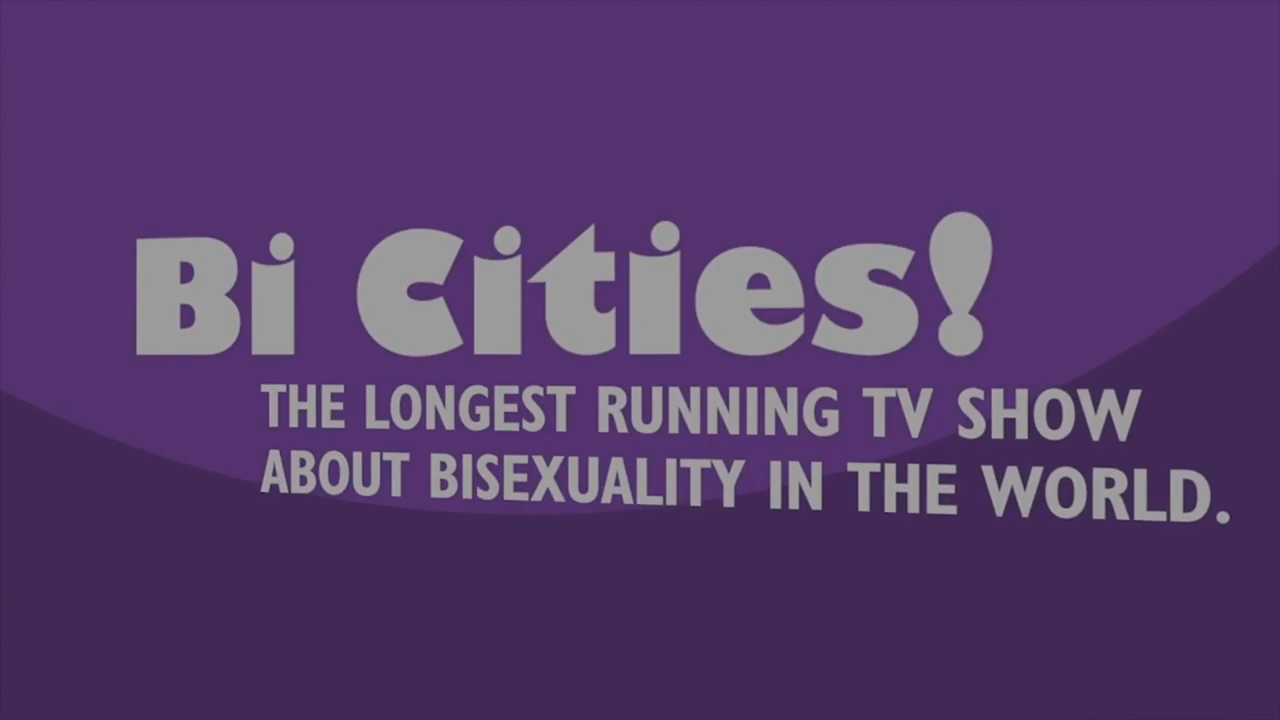 Bi Cities!
THE LONGEST RUNNING TV SHOW
ABOUT BISEXUALITY IN THE WORLD.